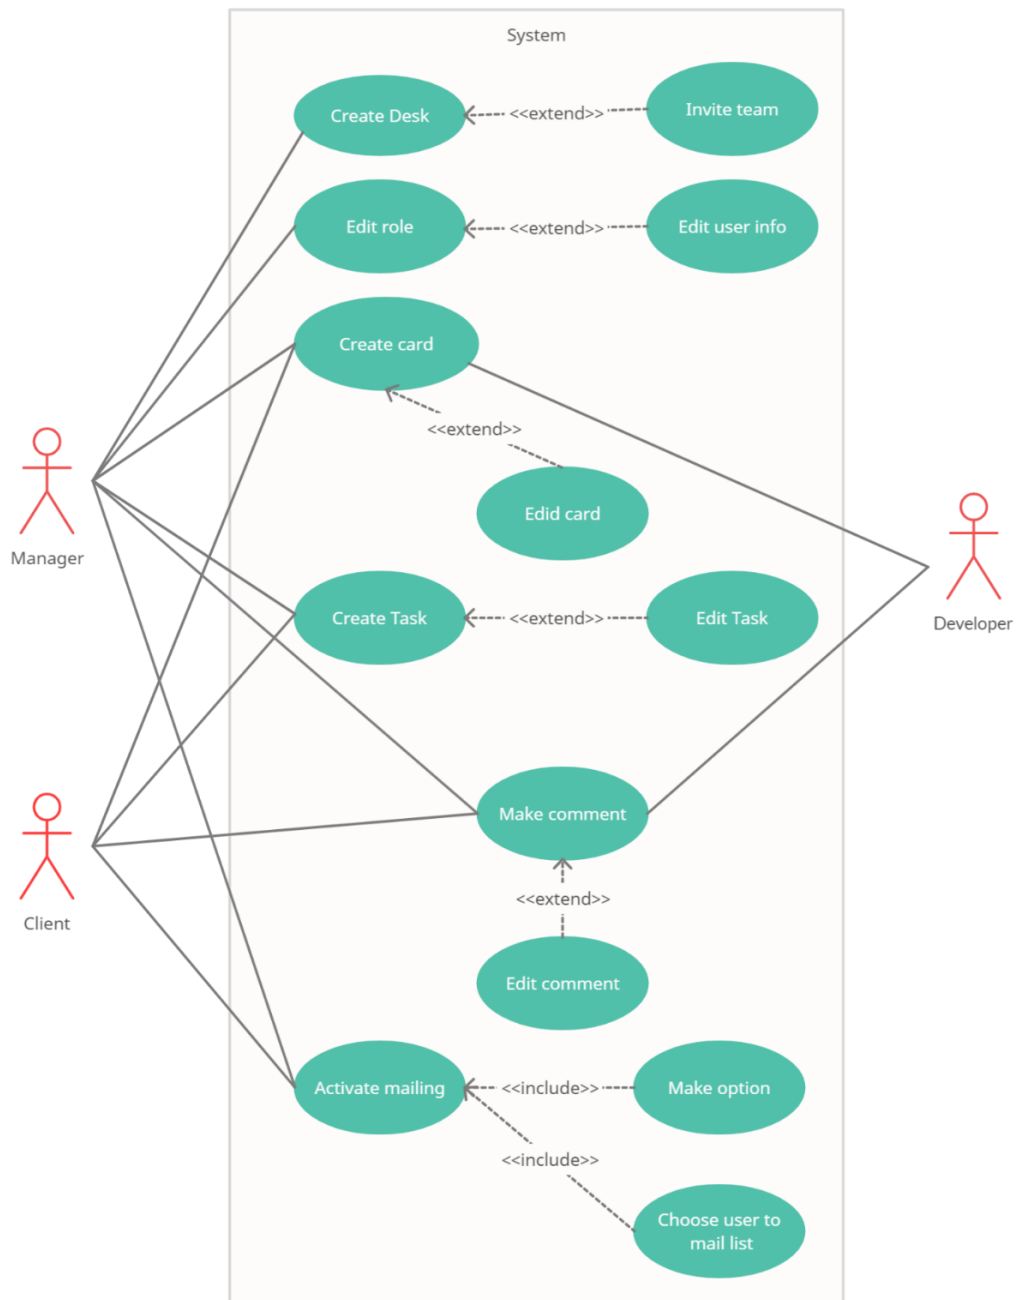 System
Create Desk
<<extend>>
Invite team
Edit role
<<extend>>
Edit user info
Create card
<<extend>>
Edid card
Manager
Create Task
<<extend>>
Edit Task
Developer
Make comment
<<extend>>
Client
Edit comment
Activate mailing
<<include>>
Make option
<<include>>
Choose user to
mail list